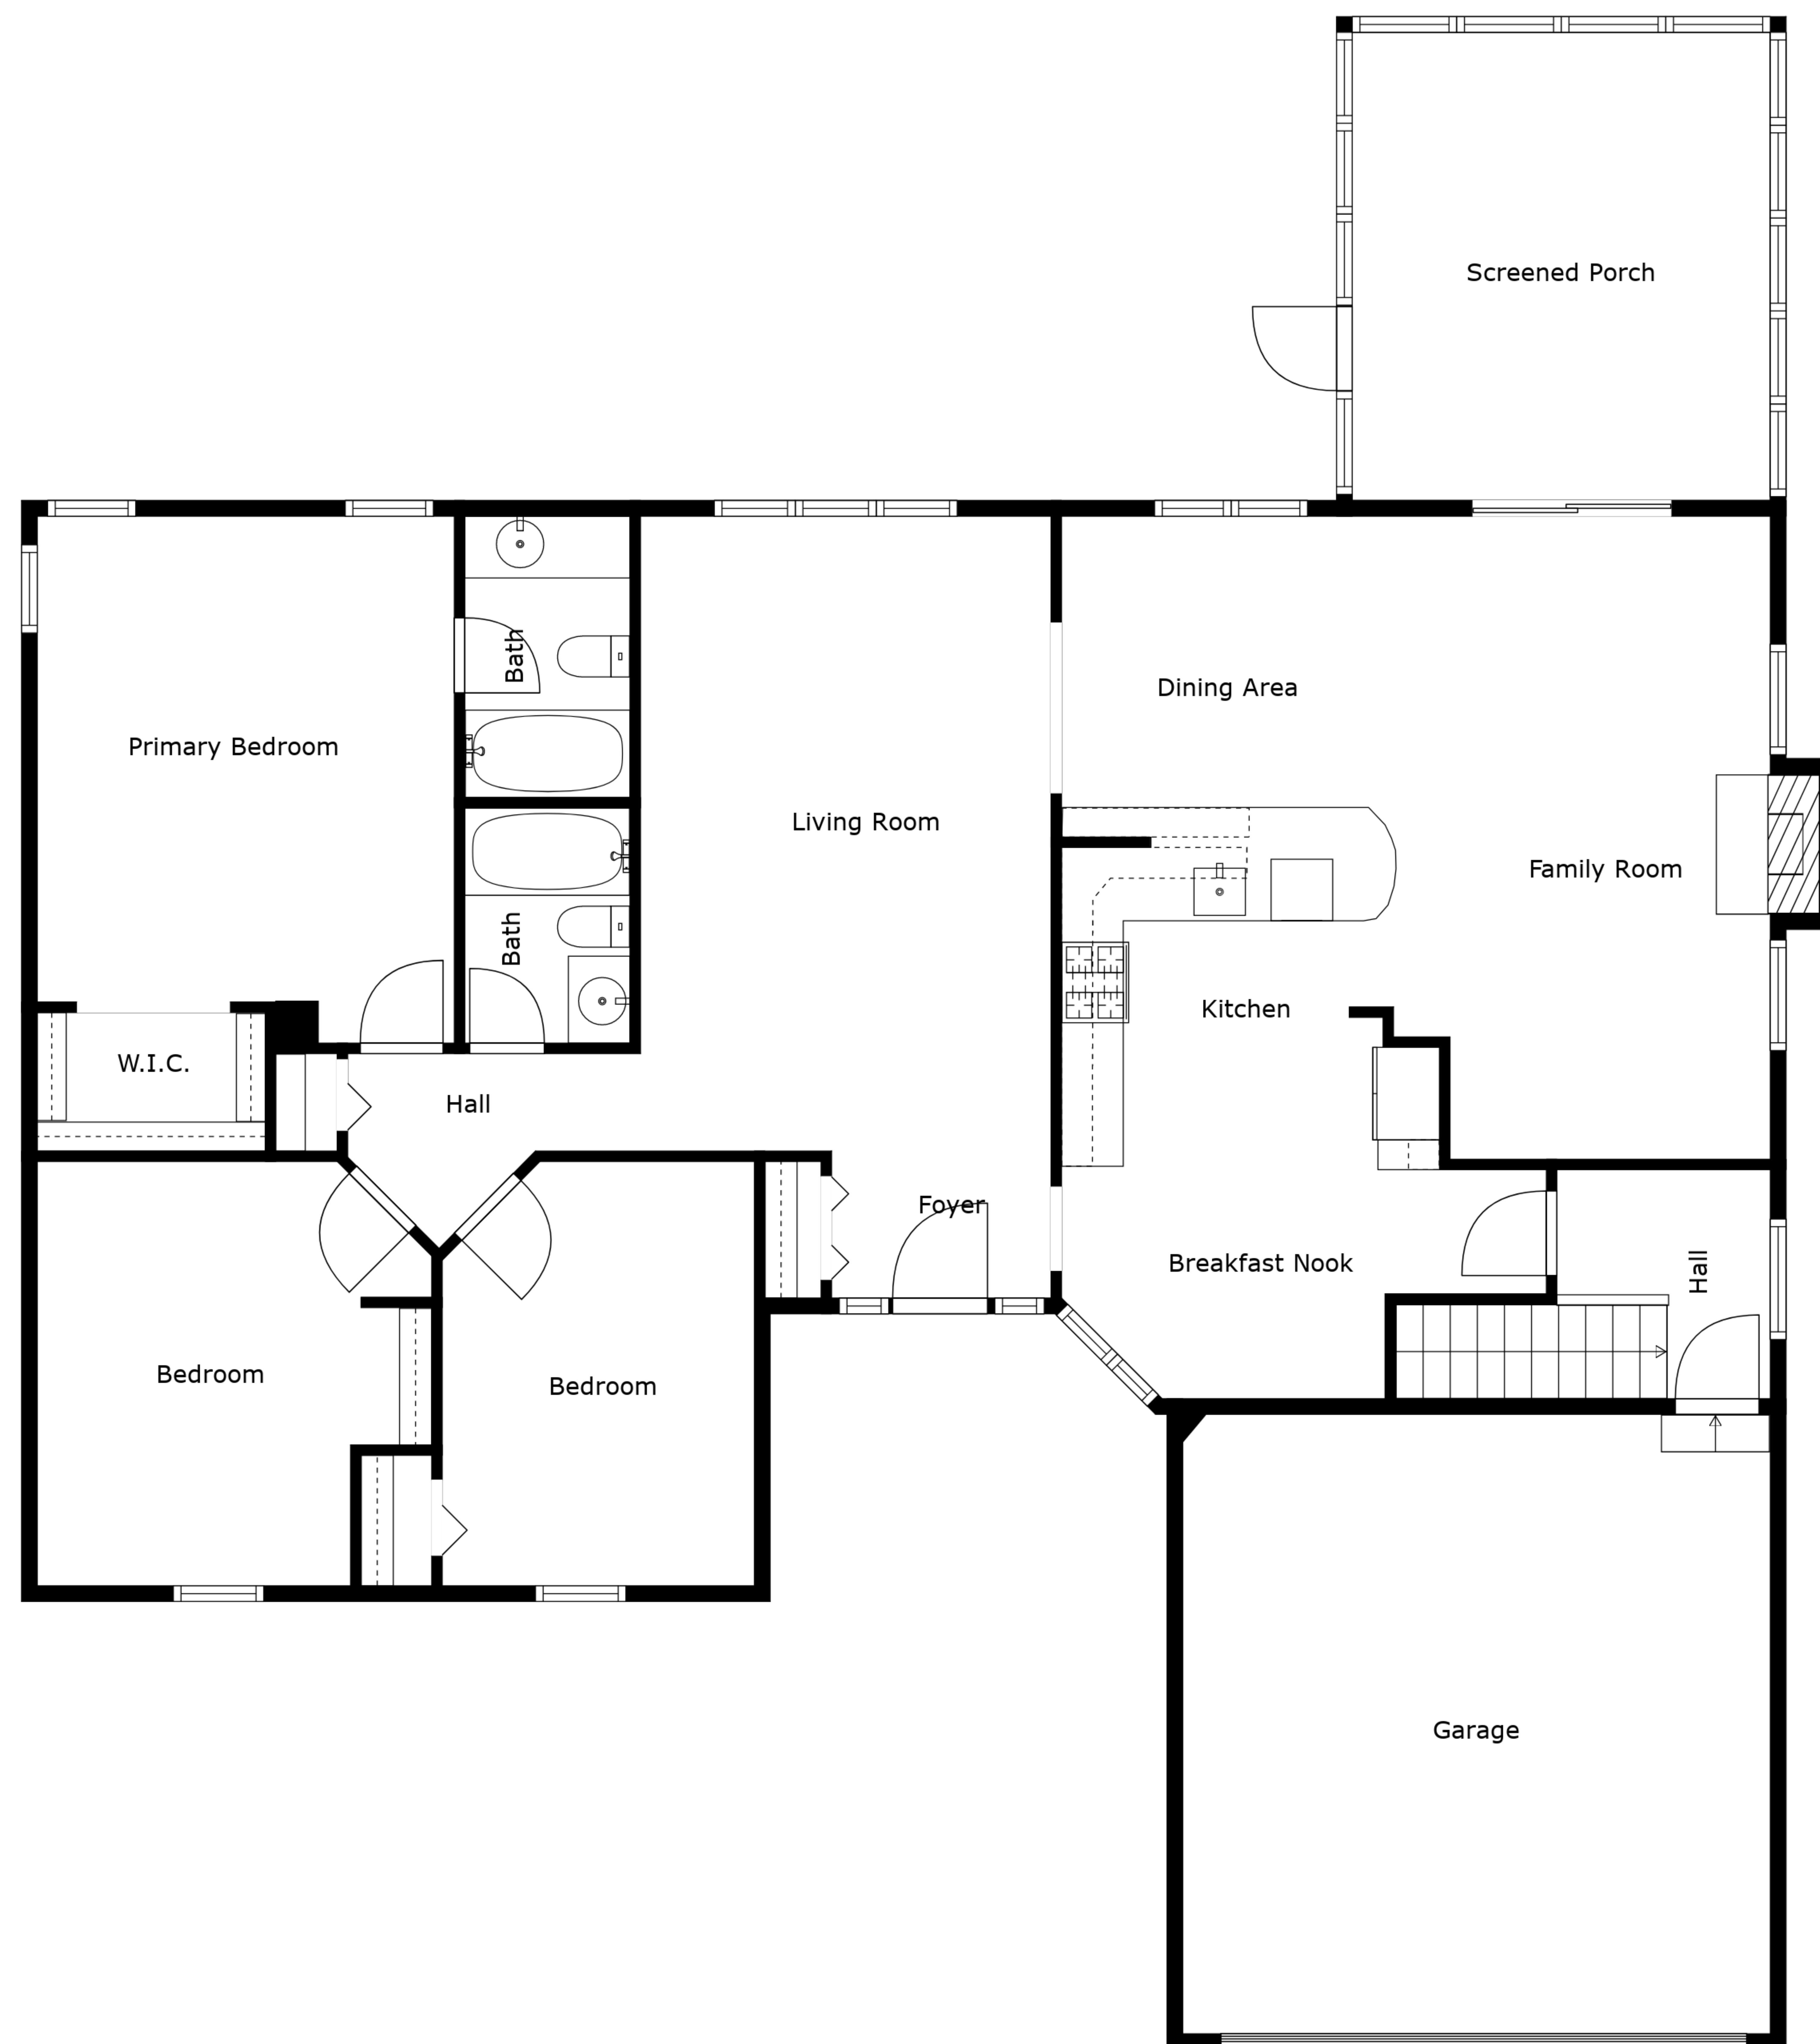 Screened Porch
Bath
Dining Area
Primary Bedroom
Living Room
Family Room
Bath
Kitchen
W.I.C.
Hall
Foyer
Breakfast Nook
Hall
Bedroom
Bedroom
Garage